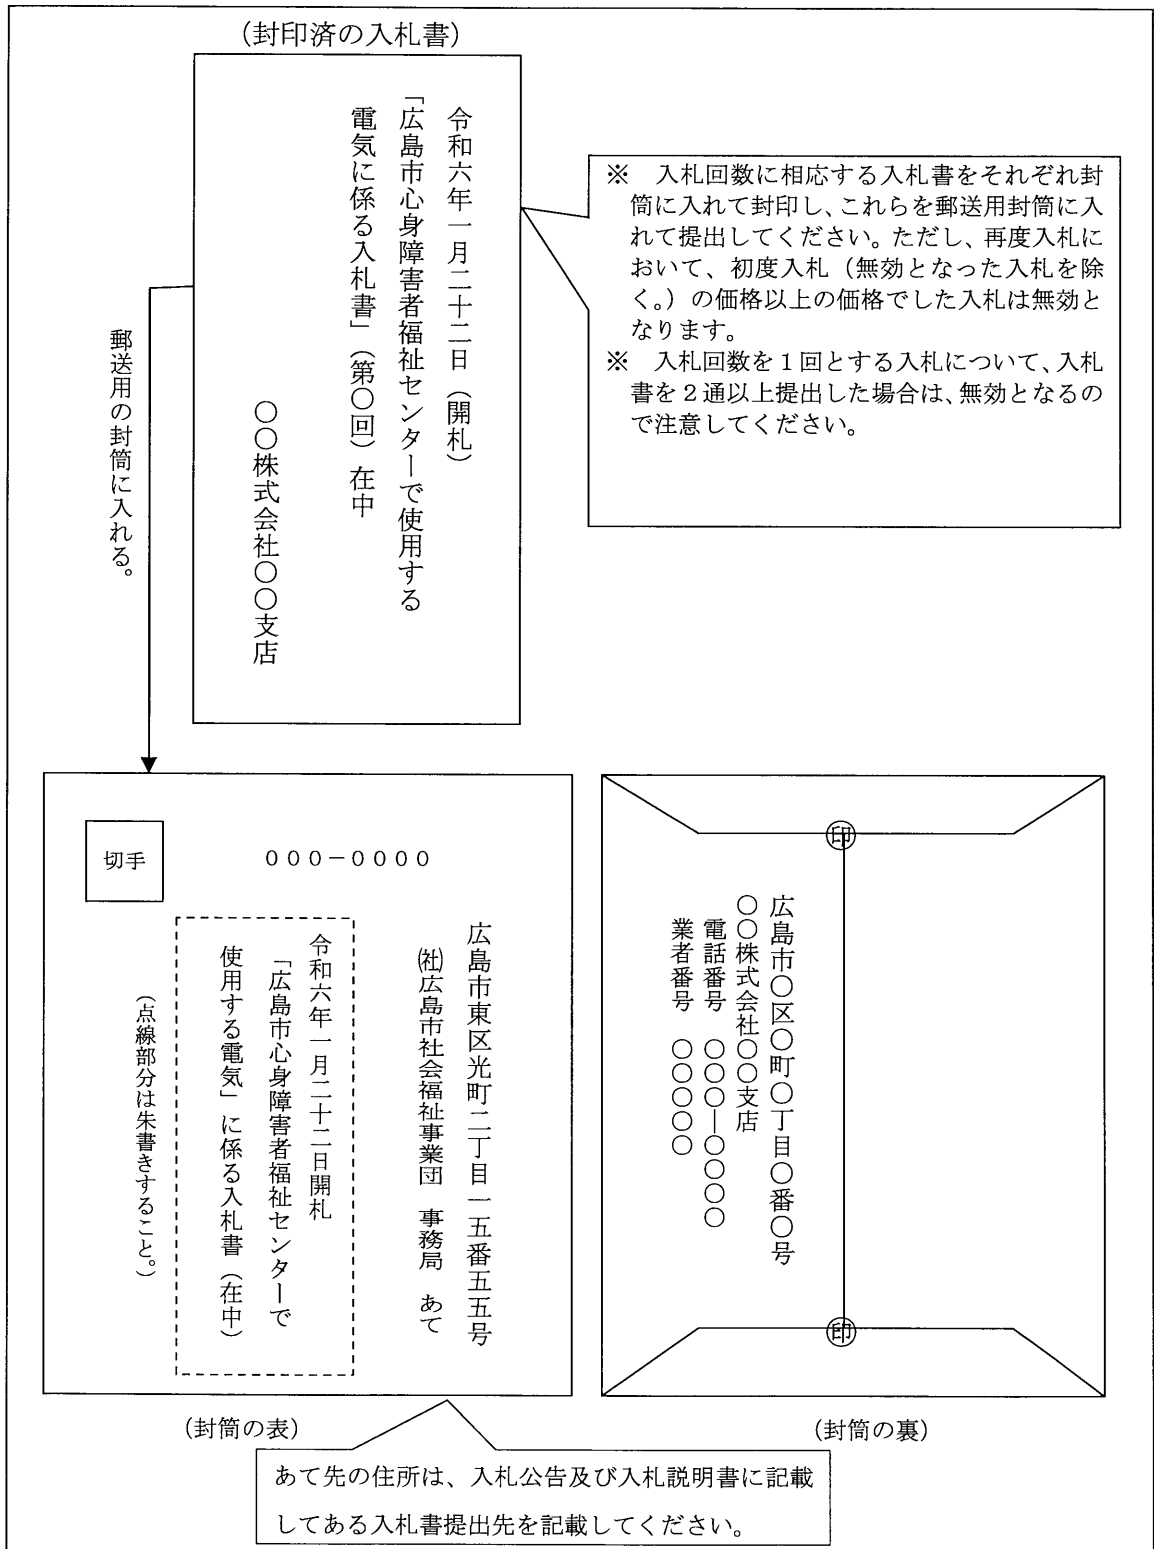 (封印済の入札書)
令和六年一月二十二日（開札）
「広島市心身障害者福祉センターで使用する
電気に係る入札書」（第〇回）在中
〇〇株式会社〇〇支店
※　入札回数に相応する入札書をそれぞれ封
筒に入れて封印し、これらを郵送用封筒に入
れて提出してください。ただし、再度入札に
おいて、初度入札（無効となった入札を除
く。）の価格以上の価格でした入札は無効と
なります。
※　入札回数を１回とする入札について、入札
書を２通以上提出した場合は、無効となるの
で注意してください。
郵送用の封筒に入れる。
切手
０００－００００
広島市東区光町二丁目一五番五五号
㈳広島市社会福祉事業団　事務局　あて
令和六年一月二十二日開札
「広島市心身障害者福祉センターで
使用する電気」に係る入札書（在中）
（点線部分は朱書きすること。）
(封筒の表)
印
広島市〇区〇町〇丁目〇番〇号
〇〇株式会社〇〇支店
電話番号　〇〇〇―〇〇〇〇
業者番号　〇〇〇〇〇
印
(封筒の裏)
あて先の住所は、入札公告及び入札説明書に記載
してある入札書提出先を記載してください。